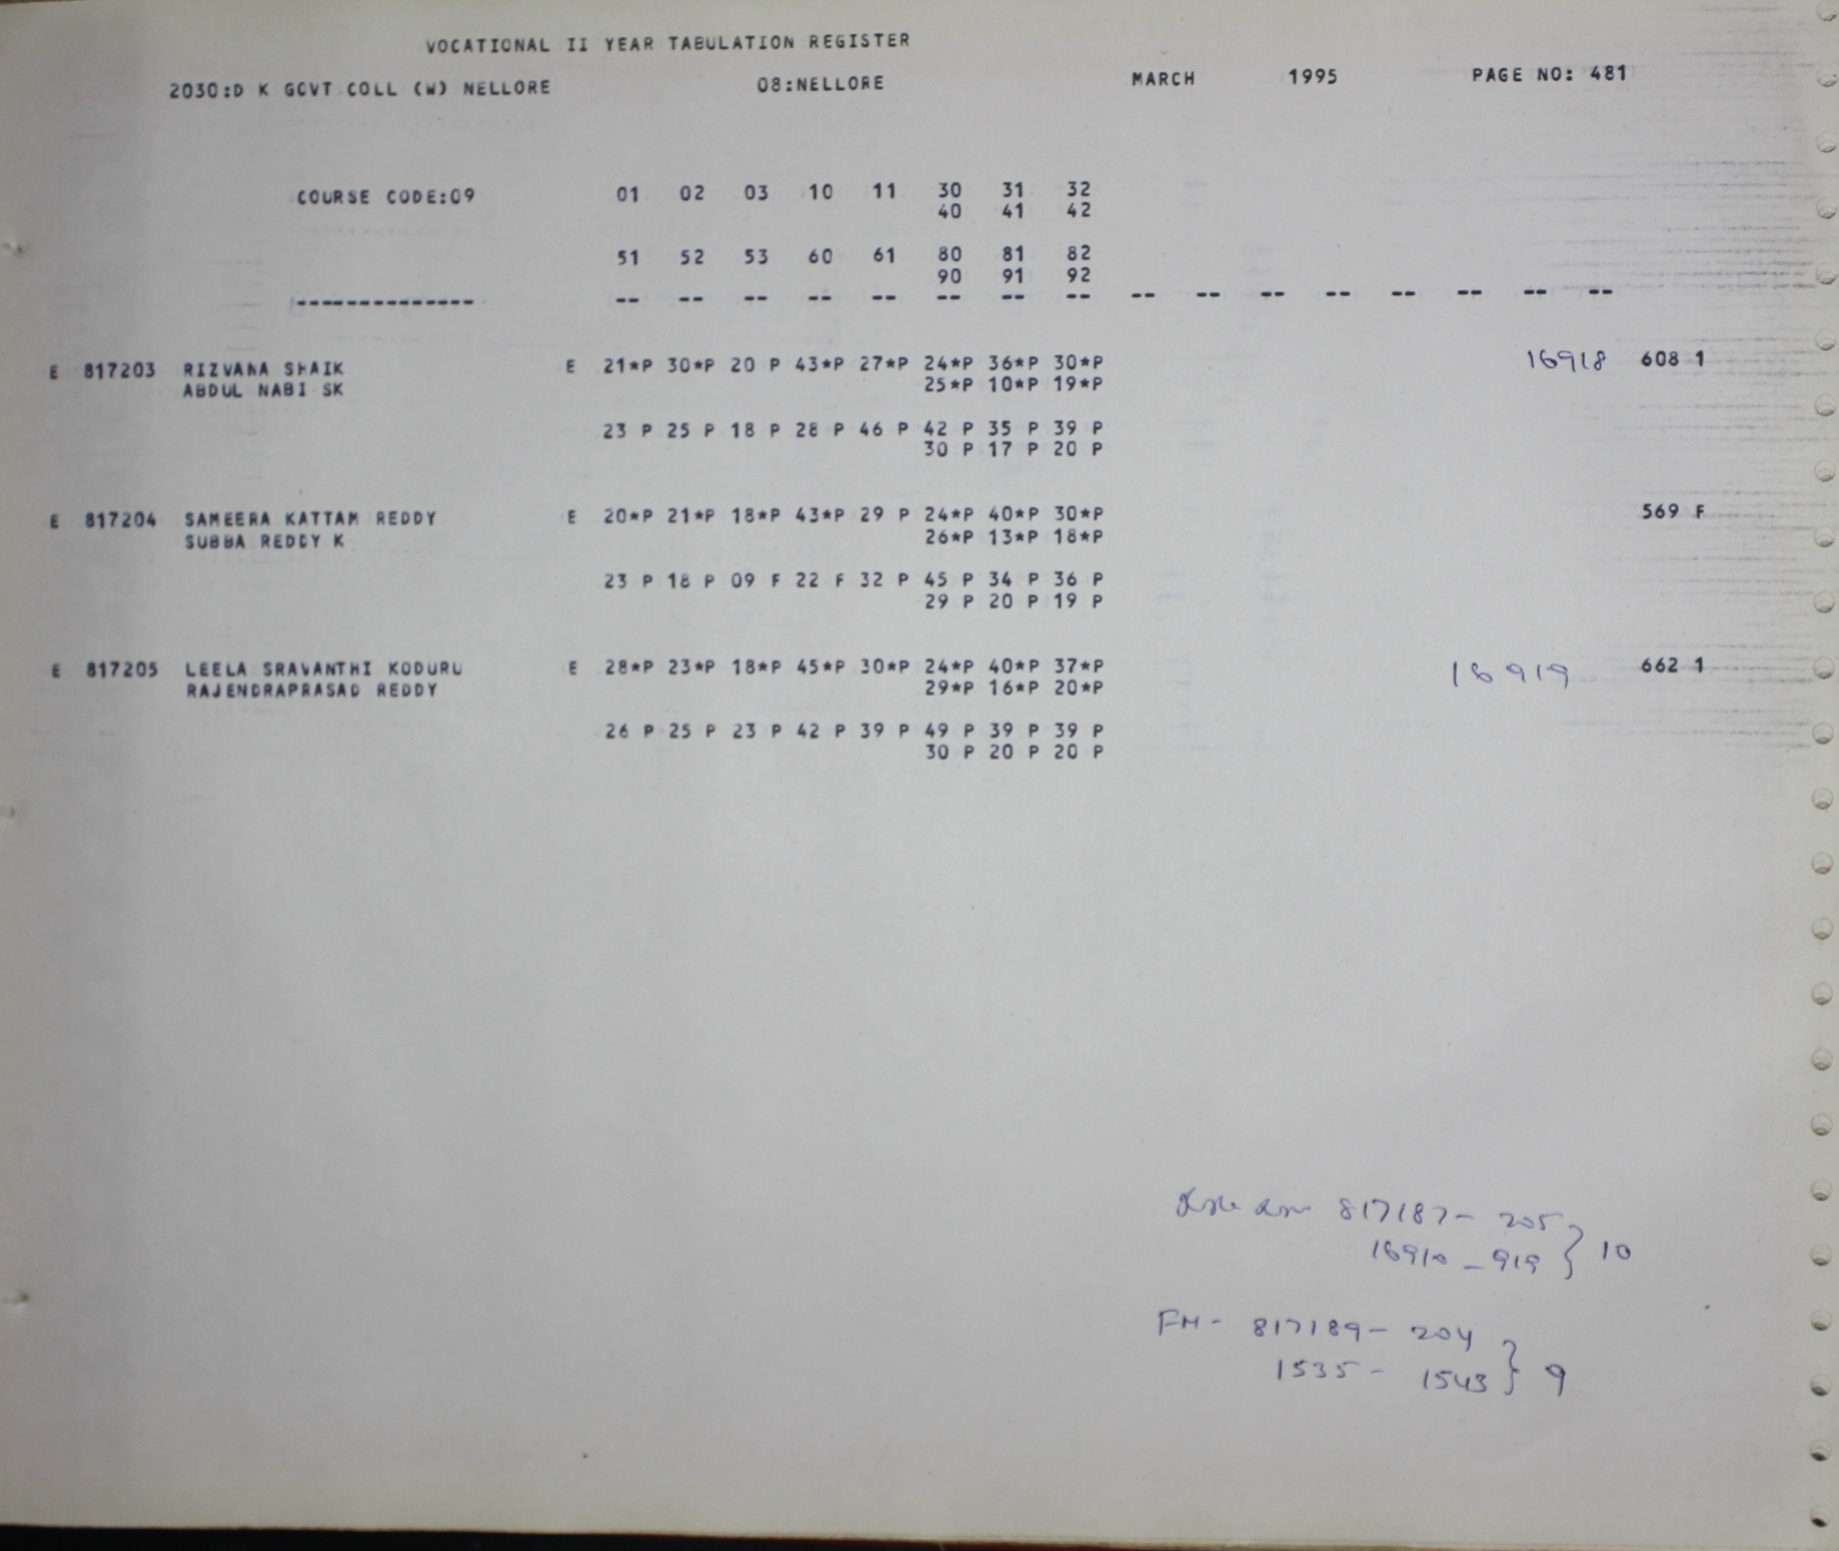 VOCATIONAL II YEAR TABULATION REGISTER
2030:D K GOVT COLL (W) NELLORE 08:NELLORE MARCH 1995 PAGE NO: 481
COURSE CODE:09 01 02 03 10 11 30 31 32
40 41 42
51 52 53 60 61 80 81 82
90 91 92
-------------- -- -- -- -- -- -- -- -- -- -- -- -- -- -- -- --
E 817203 RIZVANA SHAIK E 21*P 30*P 20 P 43*P 27*P 24*P 36*P 30*P 16918 608 1
ABDUL NABI SK 25*P 10*P 19*P
23 P 25 P 18 P 28 P 46 P 42 P 35 P 39 P
30 P 17 P 20 P
E 817204 SAMEERA KATTAM REDDY E 20*P 21*P 18*P 43*P 29 P 24*P 40*P 30*P 569 F
SUBBA REDDY K 26*P 13*P 18*P
23 P 18 P 09 F 22 F 32 P 45 P 34 P 36 P
29 P 20 P 19 P
E 817205 LEELA SRAVANTHI KODURU E 28*P 23*P 18*P 45*P 30*P 24*P 40*P 37*P 16919 662 1
RAJENDRAPRASAD REDDY 29*P 16*P 20*P
26 P 25 P 23 P 42 P 39 P 49 P 39 P 39 P
30 P 20 P 20 P
817187- 205
16910 - 919 } 10
FM- 817189- 204
1535 - 1543 } 9